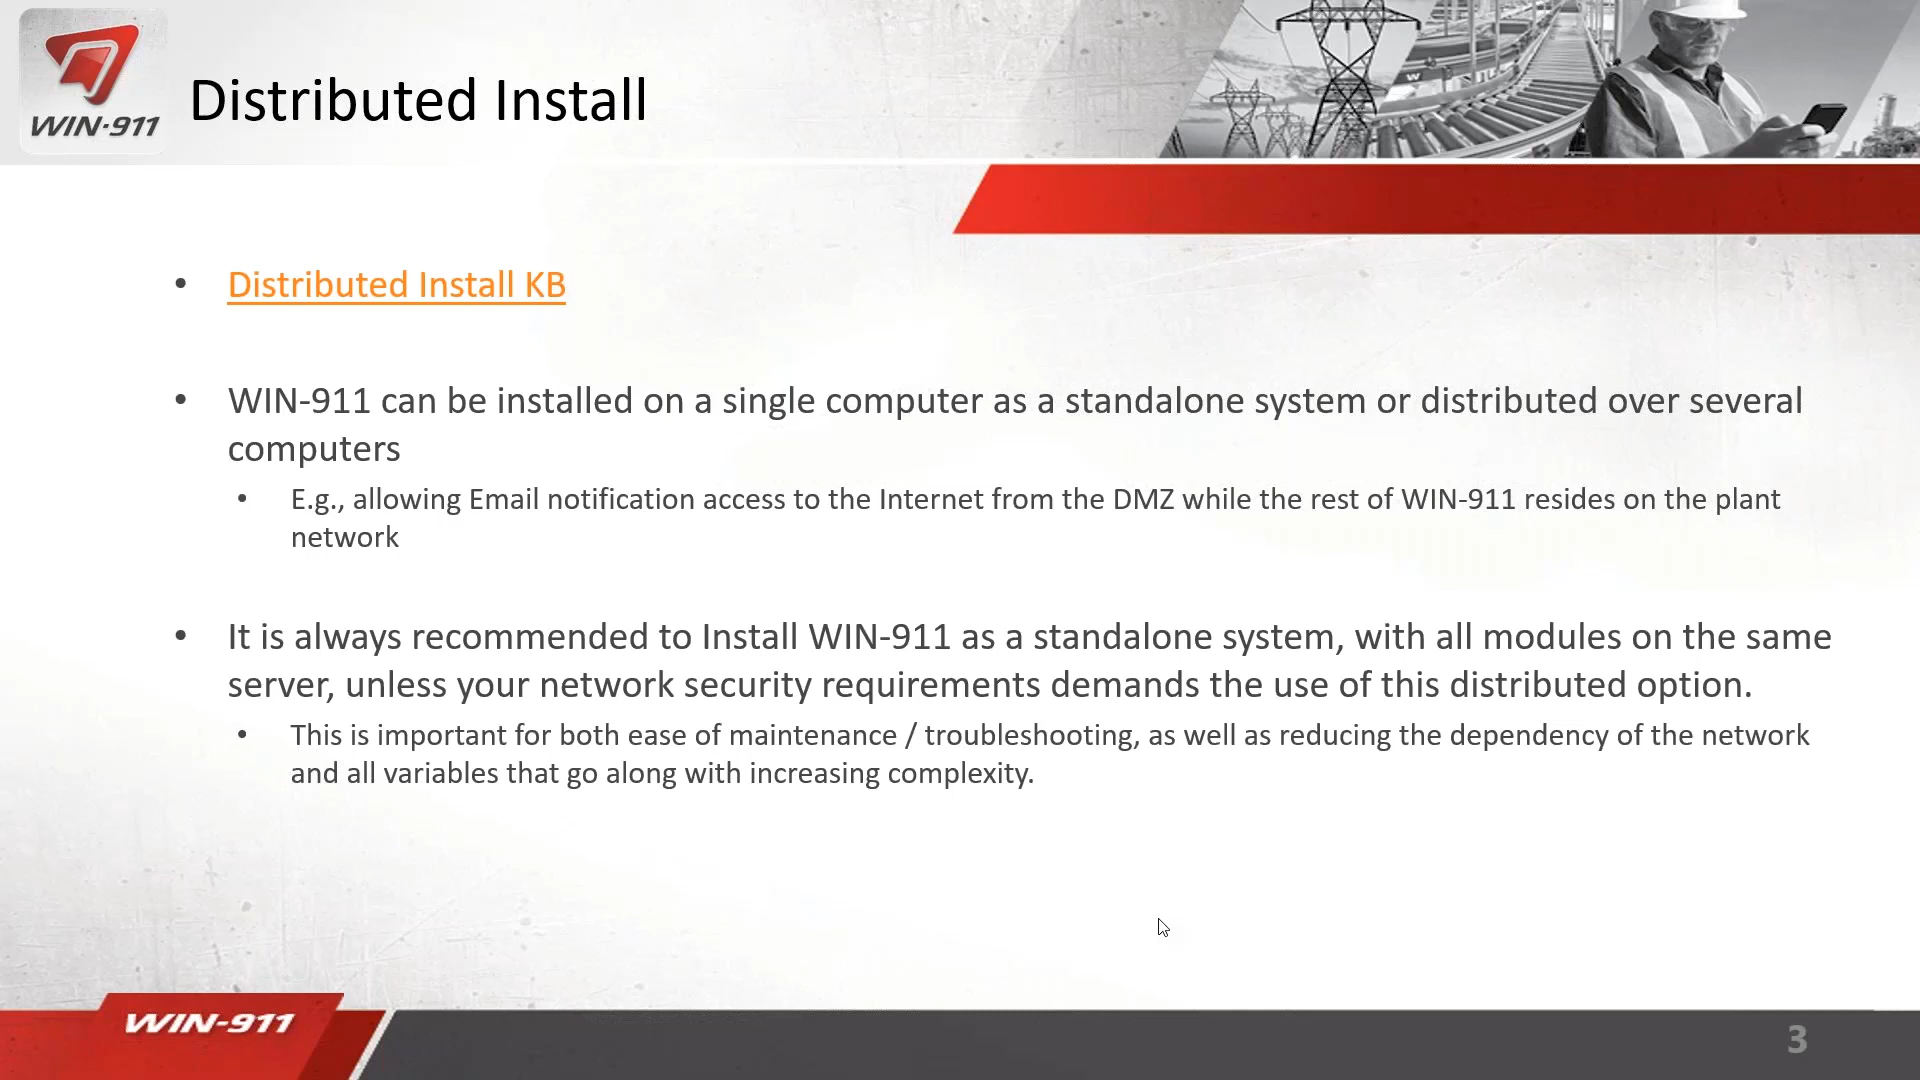 WIN-911
Distributed Install
• Distributed Install KB
• WIN-911 can be installed on a single computer as a standalone system or distributed over several
computers
• E.g., allowing Email notification access to the Internet from the DMZ while the rest of WIN-911 resides on the plant
network
• It is always recommended to Install WIN-911 as a standalone system, with all modules on the same
server, unless your network security requirements demands the use of this distributed option.
• This is important for both ease of maintenance / troubleshooting, as well as reducing the dependency of the network
and all variables that go along with increasing complexity.
WIN-911
3